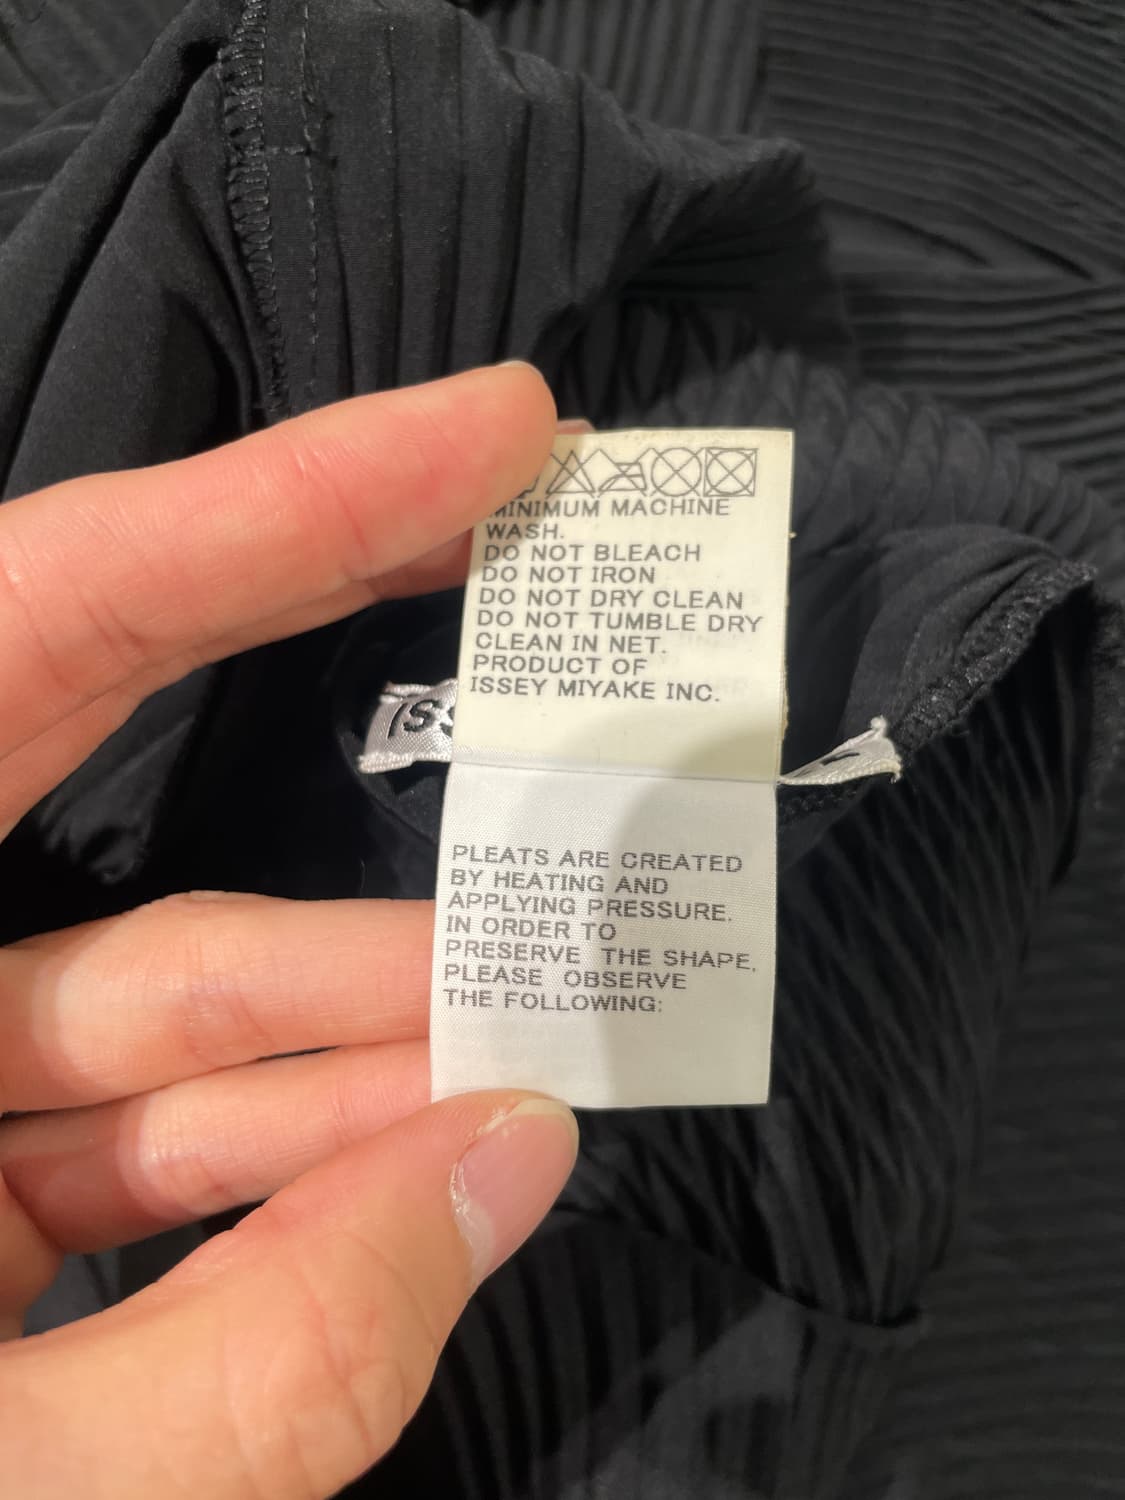 MINIMUM MACHINE
WASH.
DO NOT BLEACH
DO NOT IRON
DO NOT DRY CLEAN
DO NOT TUMBLE DRY
CLEAN IN NET.
PRODUCT OF
ISSEY MIYAKE INC.
ISS
PLEATS ARE CREATED
BY HEATING AND
APPLYING PRESSURE.
IN ORDER TO
PRESERVE THE SHAPE,
PLEASE OBSERVE
THE FOLLOWING: